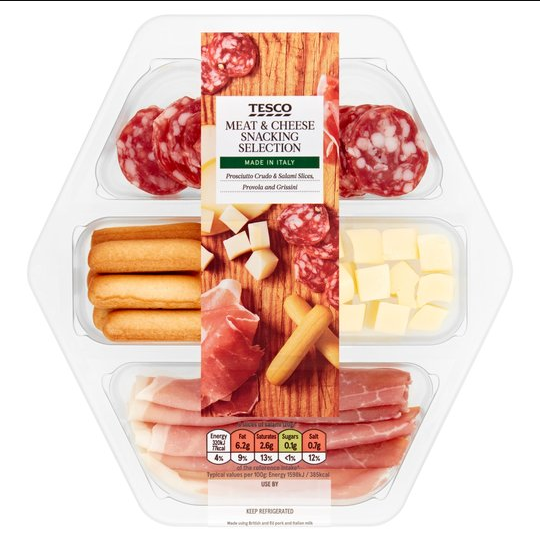 TESCO
MEAT & CHEESE
SNACKING
SELECTION
MADE IN ITALY
Prosciutto Crudo & Salami Slices,
Provola and Grissini
Energy
320kJ
77kcal
4%
Fat
6.2g
9%
Saturates
2.6g
13%
Sugars
0.1g
<1%
Salt
0.7g
12%
of the reference intake*
Typical values per 100g: Energy 1598kJ / 385kcal
USE BY
KEEP REFRIGERATED
Made using British and EU pork and Italian milk